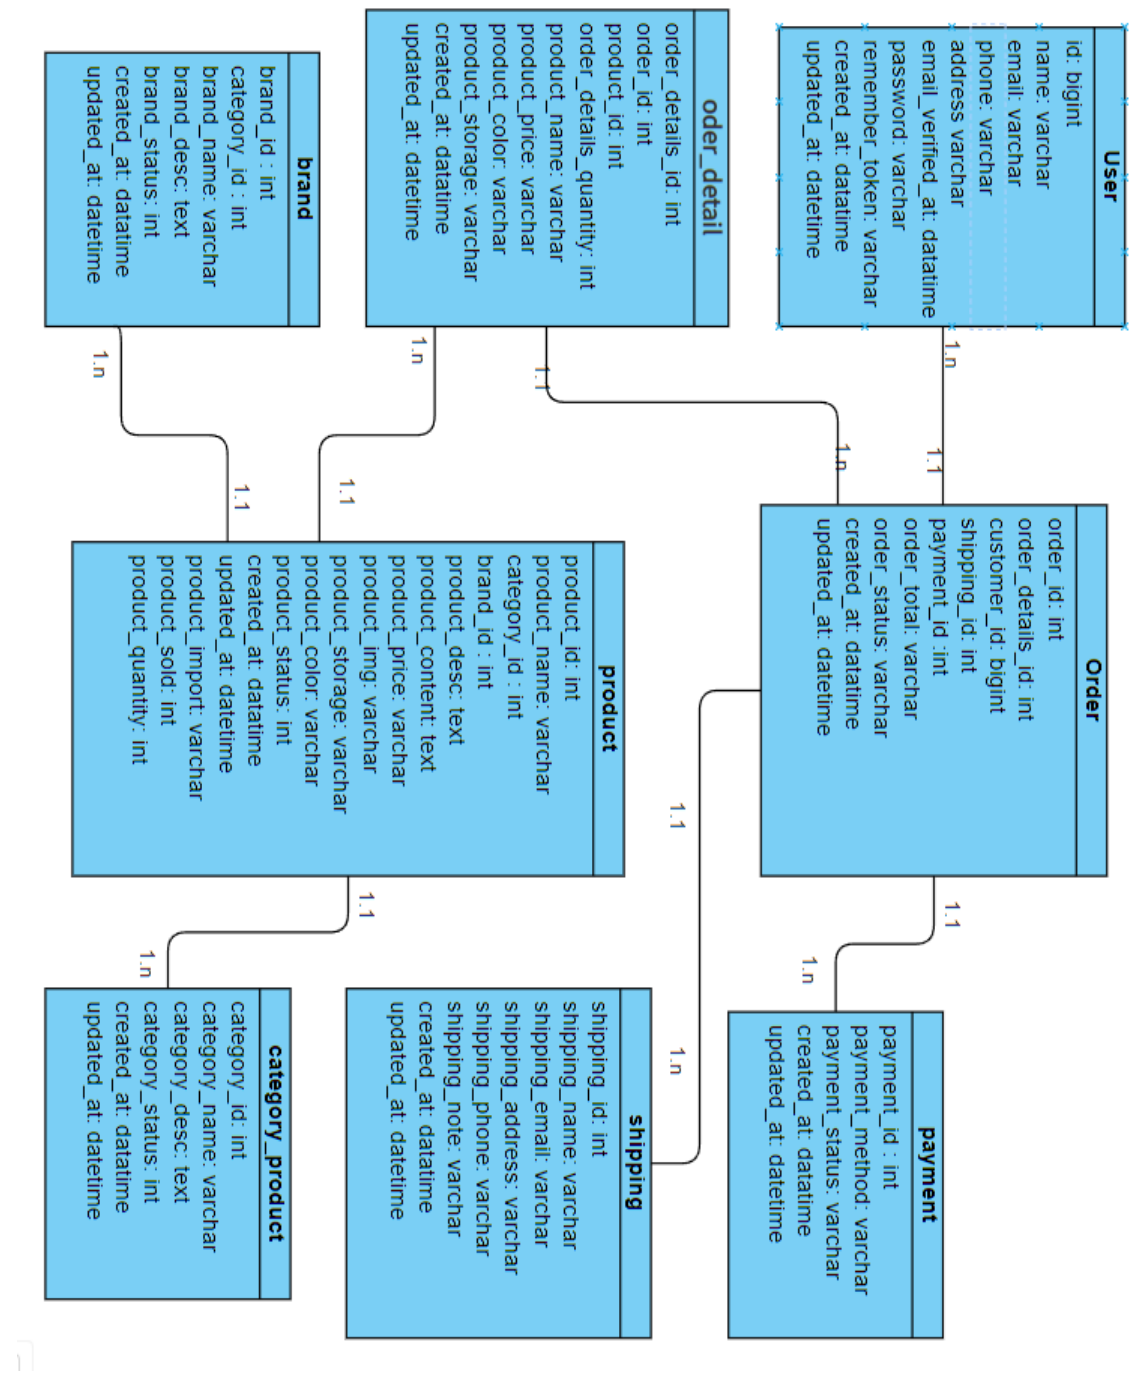 User
id: bigint
name: varchar
email: varchar
phone: varchar
address varchar
email_verified_at: datatime
password: varchar
remember_token: varchar
created_at: datatime
updated_at: datetime
1.n
1.1
Order
order_id: int
order_details_id: int
customer_id: bigint
shipping_id: int
payment_id :int
order_total: varchar
order_status: varchar
created_at: datatime
updated_at: datetime
1.1
1.n
payment
payment_id : int
payment_method: varchar
payment_status: varchar
created_at: datatime
updated_at: datetime
oder_detail
order_details_id: int
order_id: int
product_id: int
order_details_quantity: int
product_name: varchar
product_price: varchar
product_color: varchar
product_storage: varchar
created_at: datatime
updated_at: datetime
1.1
1.n
1.1
1.n
shipping
shipping_id: int
shipping_name: varchar
shipping_email: varchar
shipping_address: varchar
shipping_phone: varchar
shipping_note: varchar
created_at: datatime
updated_at: datetime
1.n
1.1
product
product_id: int
product_name: varchar
category_id : int
brand_id : int
product_desc: text
product_content: text
product_price: varchar
product_img: varchar
product_storage: varchar
product_color: varchar
product_status: int
created_at: datatime
updated_at: datetime
product_import: varchar
product_sold: int
product_quantity: int
brand
brand_id : int
category_id : int
brand_name: varchar
brand_desc: text
brand_status: int
created_at: datatime
updated_at: datetime
1.n
1.1
1.1
1.n
category_product
category_id: int
category_name: varchar
category_desc: text
category_status: int
created_at: datatime
updated_at: datetime